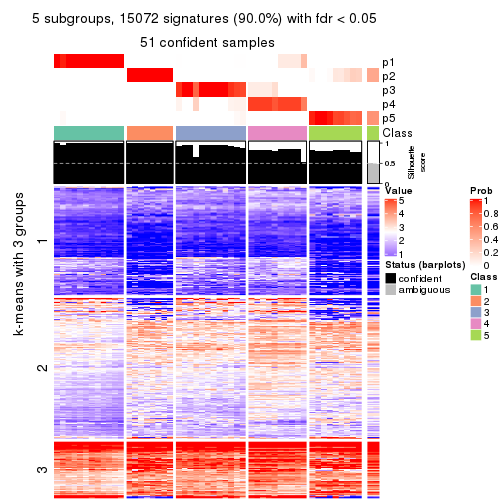 5 subgroups, 15072 signatures (90.0%) with fdr < 0.05
51 confident samples
p1
p2
p3
p4
p5
Class
1
0.5
0
Silhouette
score
k-means with 3 groups
1
2
3
Value
5
4
3
2
1
Status (barplots)
confident
ambiguous
Prob
1
0.8
0.6
0.4
0.2
0
Class
1
2
3
4
5